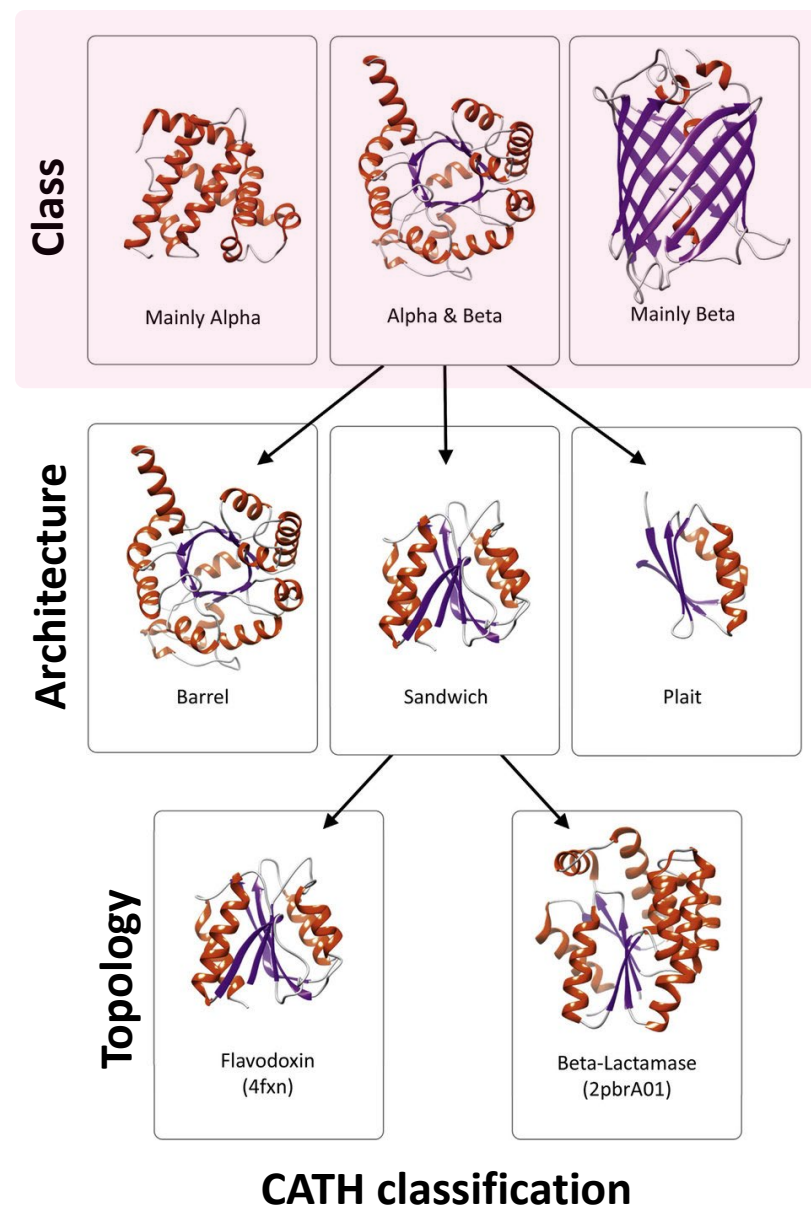 Class
Mainly Alpha
Alpha & Beta
Mainly Beta
Architecture
Barrel
Sandwich
Plait
Topology
Flavodoxin
(4fxn)
Beta-Lactamase
(2pbrA01)
CATH classification